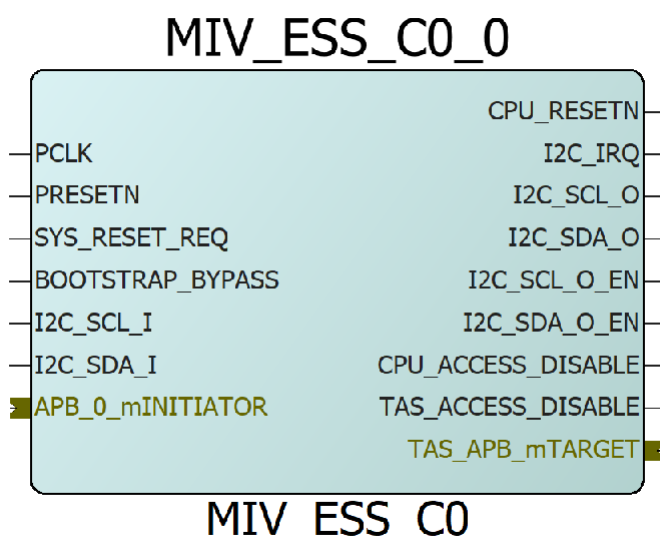 MIV_ESS_C0_0
CPU_RESETN
PCLK I2C_IRQ
PRESETN I2C_SCL_O
SYS_RESET_REQ I2C_SDA_O
BOOTSTRAP_BYPASS I2C_SCL_O_EN
I2C_SCL_I I2C_SDA_O_EN
I2C_SDA_I CPU_ACCESS_DISABLE
APB_0_mINITIATOR TAS_ACCESS_DISABLE
TAS_APB_mTARGET
MIV_ESS_C0